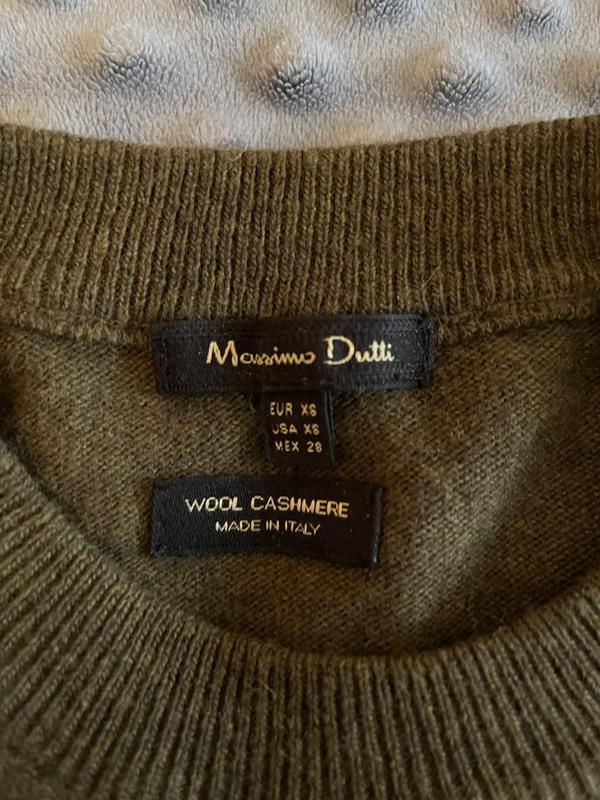 Massimo Dutti
EUR XS
USA XS
MEX 28
WOOL CASHMERE
MADE IN ITALY